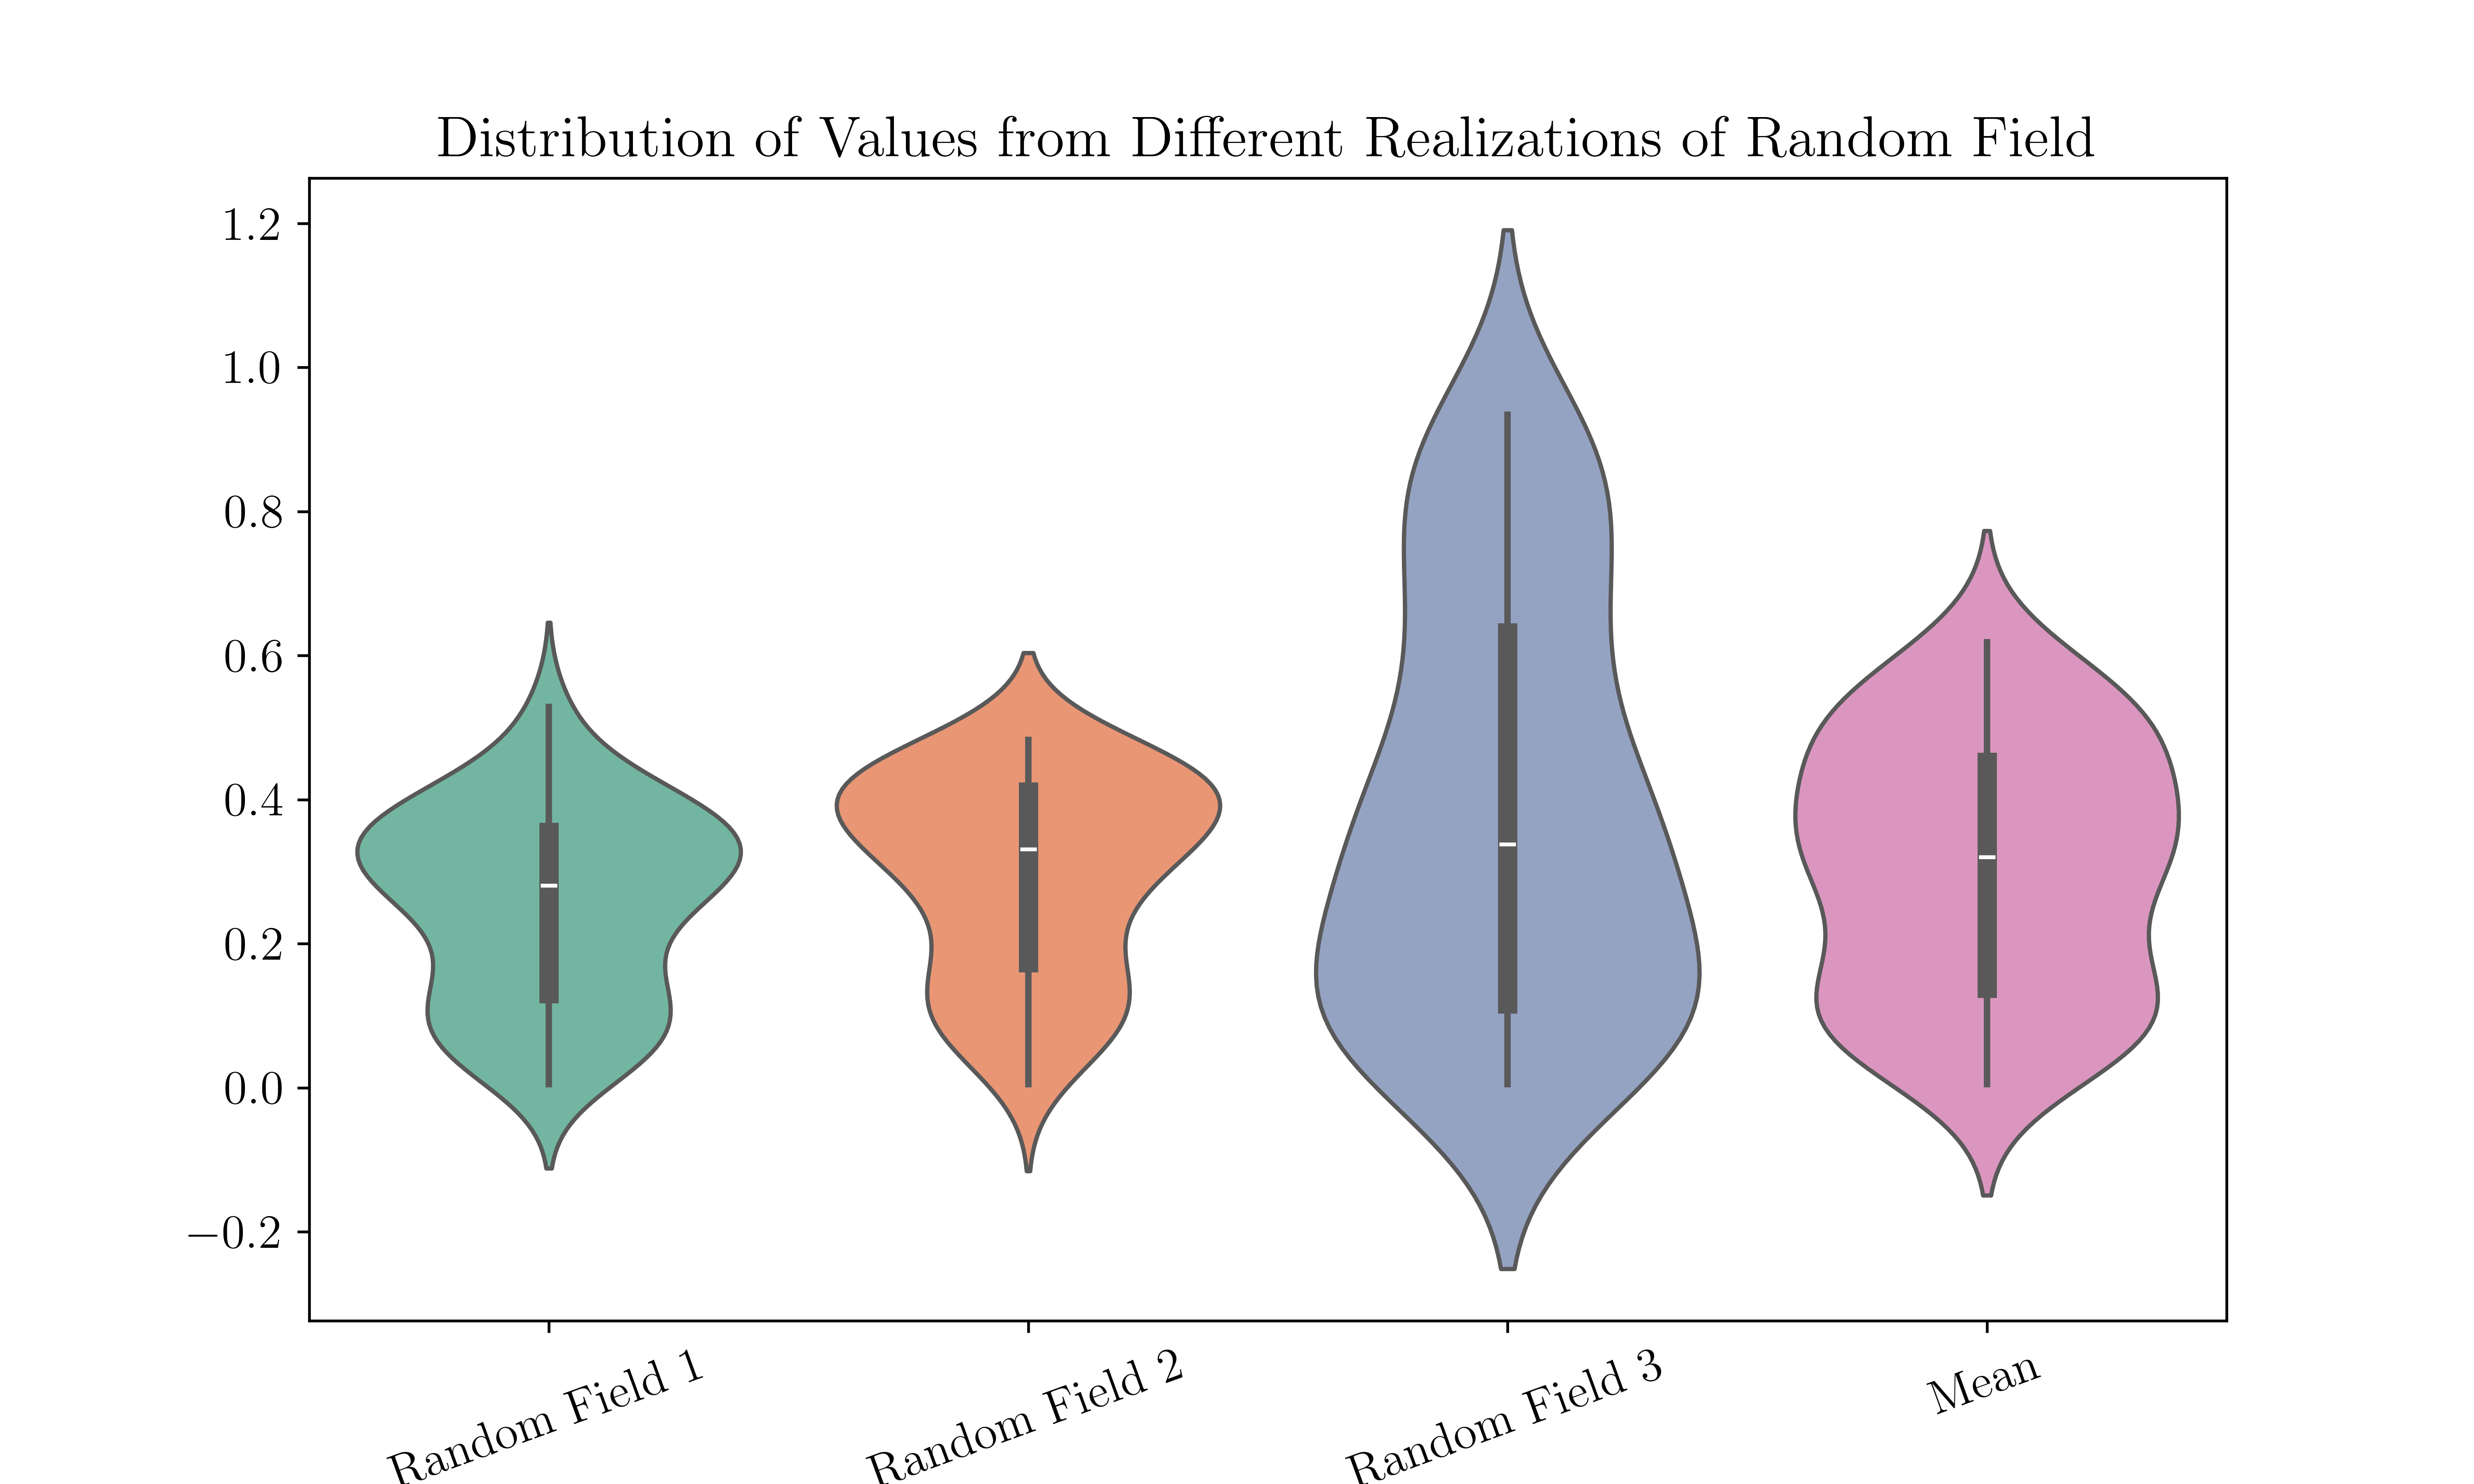 Distribution of Values from Different Realizations of Random Field
1.2
1.0
0.8
0.6
0.4
0.2
0.0
−0.2
Random Field 1
Random Field 2
Random Field 3
Mean